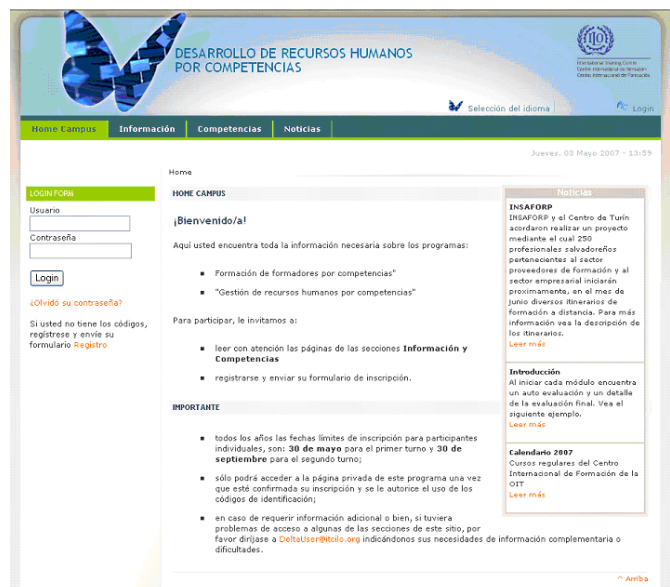 DESARROLLO DE RECURSOS HUMANOS
POR COMPETENCIAS
International Training Centre
Centre international de formation
Centro Internacional de Formación
Selección del idioma
Login
Home Campus
Información
Competencias
Noticias
Jueves, 03 Mayo 2007 - 13:59
Home
LOGIN FORM
Usuario
Contraseña
Login
¿Olvidó su contraseña?
Si usted no tiene los códigos,
regístrese y envíe su
formulario Registro
HOME CAMPUS
¡Bienvenido/a!
Aquí usted encuentra toda la información necesaria sobre los programas:
Formación de formadores por competencias"
"Gestión de recursos humanos por competencias"
Para participar, le invitamos a:
leer con atención las páginas de las secciones Información y
Competencias
registrarse y enviar su formulario de inscripción.
IMPORTANTE
todos los años las fechas límites de inscripción para participantes
individuales, son: 30 de mayo para el primer turno y 30 de
septiembre para el segundo turno;
sólo podrá acceder a la página privada de este programa una vez
que esté confirmada su inscripción y se le autorice el uso de los
códigos de identificación;
en caso de requerir información adicional o bien, si tuviera
problemas de acceso a algunas de las secciones de este sitio, por
favor diríjase a DeltaUser@itcilo.org indicándonos sus necesidades de información complementaria o
dificultades.
Noticias
INSAFORP
INSAFORP y el Centro de Turín
acordaron realizar un proyecto
mediante el cual 250
profesionales salvadoreños
pertenecientes al sector
proveedores de formación y al
sector empresarial iniciarán
proximamente, en el mes de
junio diversos itinerarios de
formación a distancia. Para más
información vea la descripción de
los itinerarios.
Leer más
Introducción
Al iniciar cada módulo encuentra
un auto evaluación y un detalle
de la evaluación final. Vea el
siguiente ejemplo.
Leer más
Calendario 2007
Cursos regulares del Centro
Internacional de Formación de la
OIT
Leer más
^ Arriba